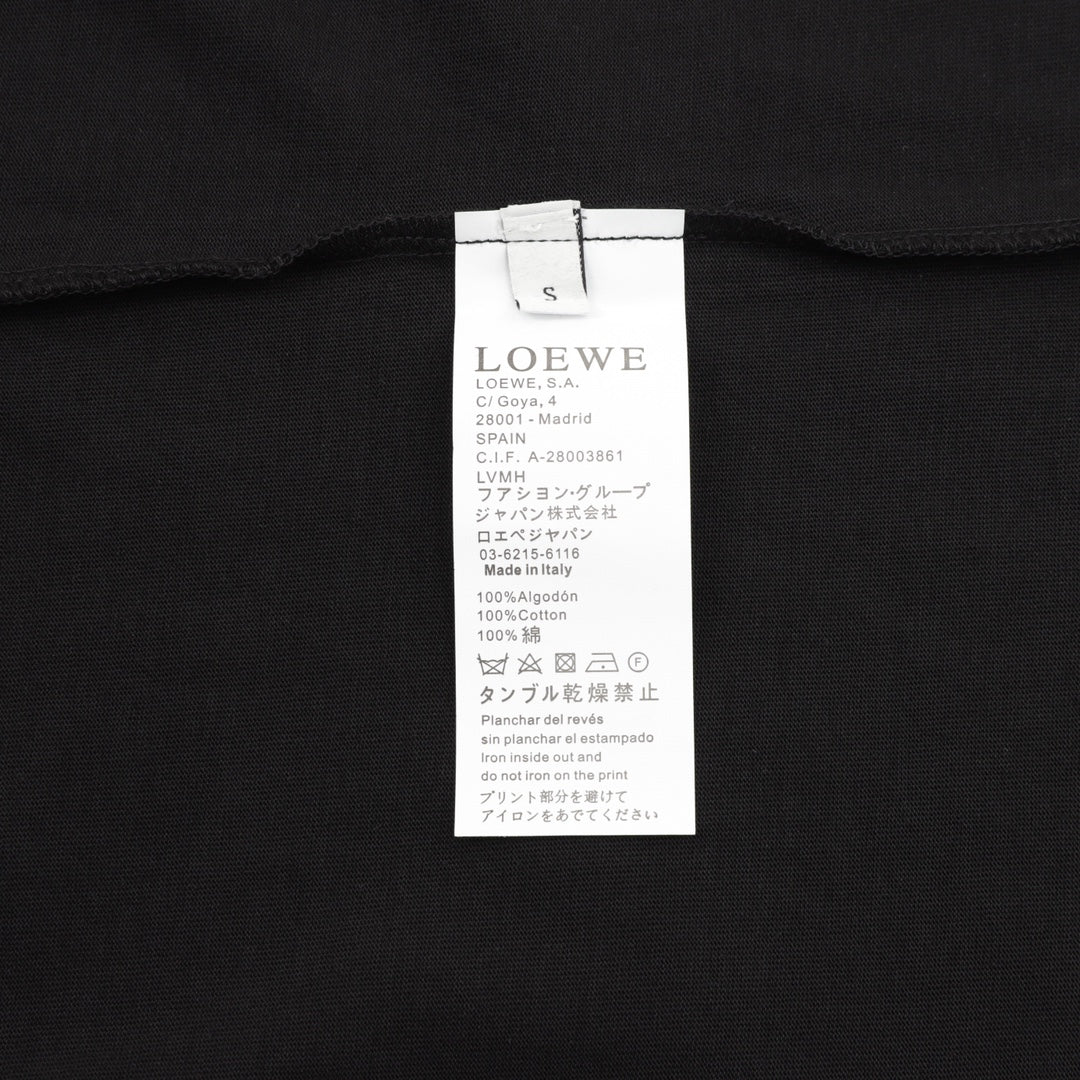 S
LOEWE
LOEWE, S.A.
C/ Goya, 4
28001 - Madrid
SPAIN
C.I.F. A-28003861
LVMH
フアシヨン·グループ
ジャパン株式会社
ロエベジヤパン
03-6215-6116
Made in Italy
100%Algodón
100%Cotton
100%綿
F
タンブル乾燥禁止
Planchar del revés
sin planchar el estampado
Iron inside out and
do not iron on the print
プリント部分を避けて
アイロンをあでてください